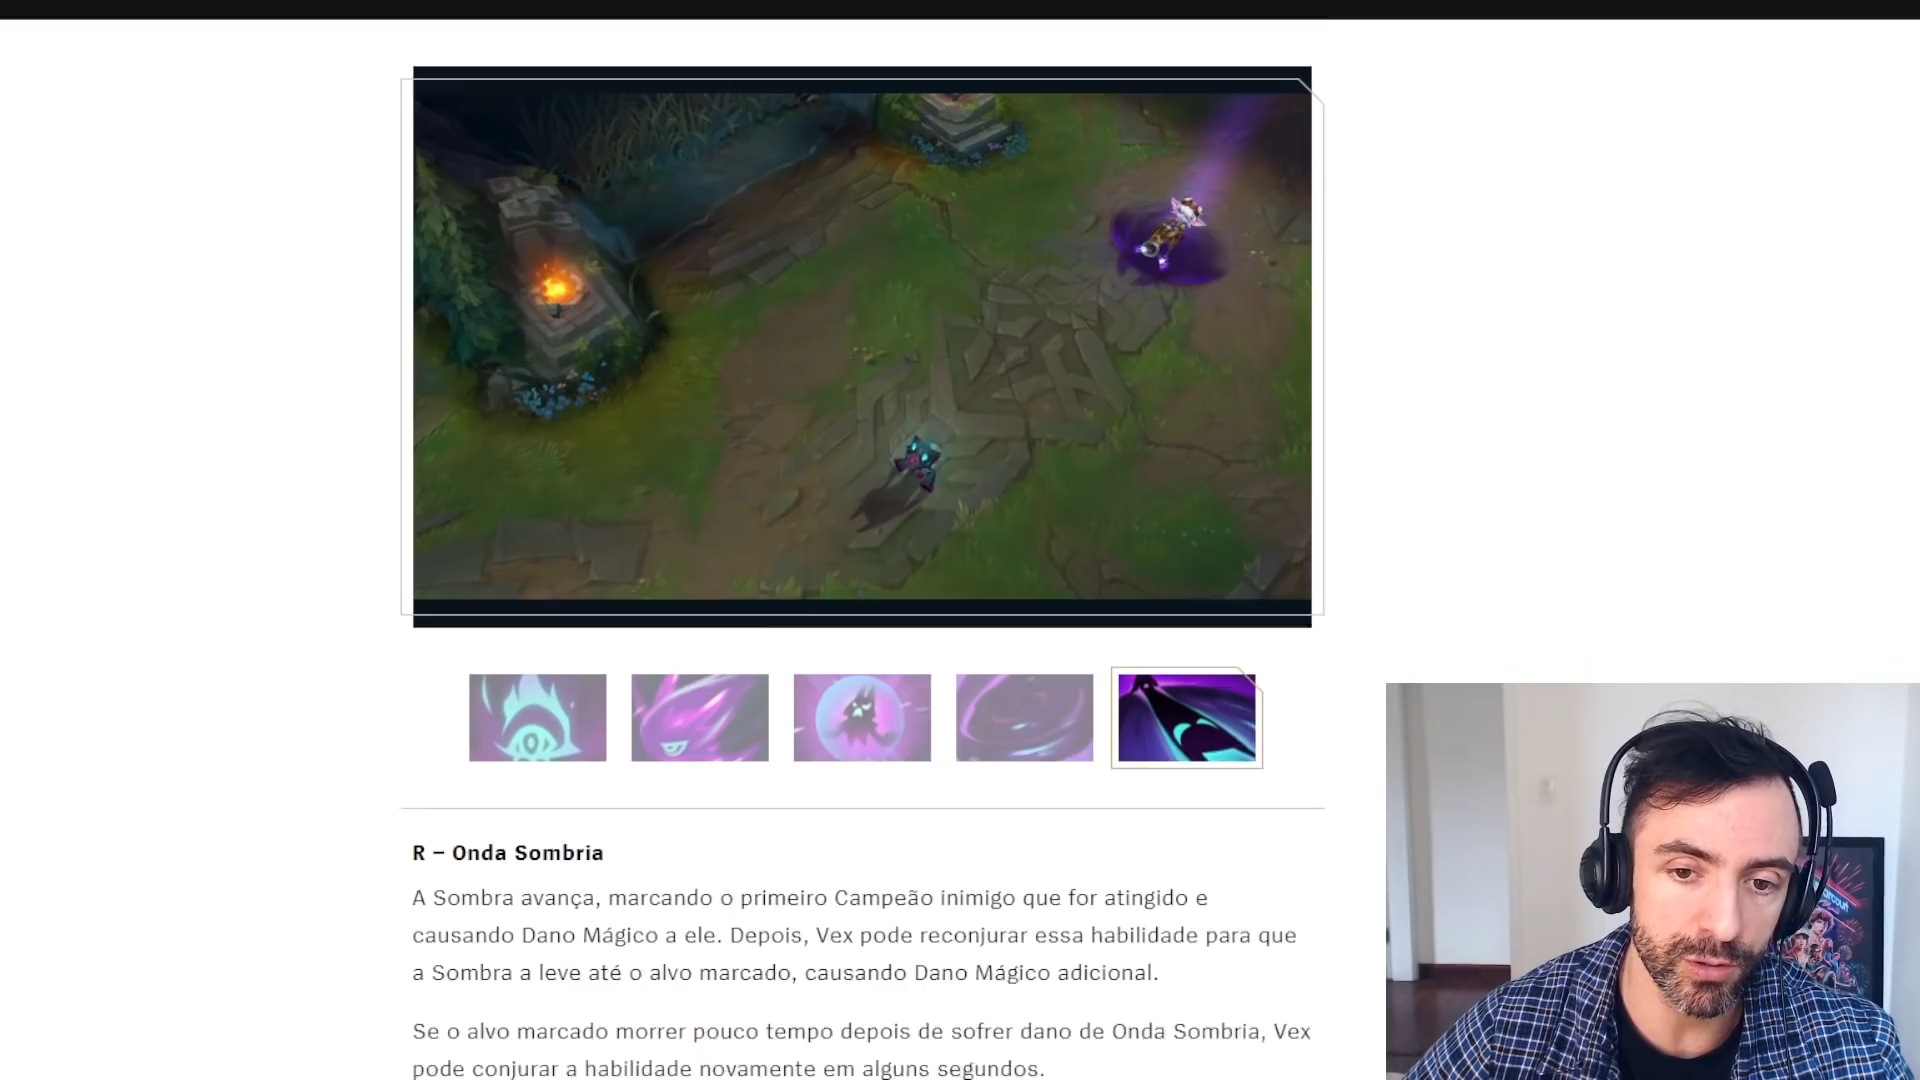 R – Onda Sombria
A Sombra avança, marcando o primeiro Campeão inimigo que for atingido e
causando Dano Mágico a ele. Depois, Vex pode reconjurar essa habilidade para que
a Sombra a leve até o alvo marcado, causando Dano Mágico adicional.
Se o alvo marcado morrer pouco tempo depois de sofrer dano de Onda Sombria, Vex
pode conjurar a habilidade novamente em alguns segundos.